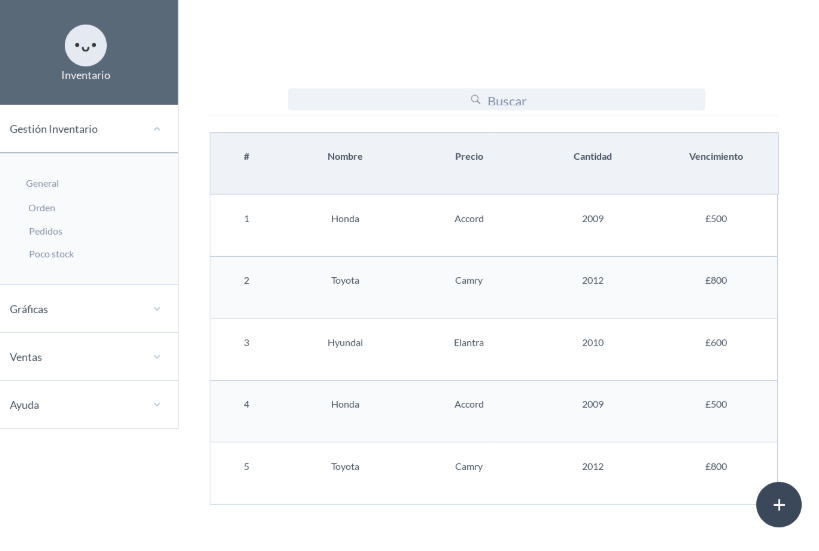 Inventario
Gestión Inventario
General
Orden
Pedidos
Poco stock
Gráficas
Ventas
Ayuda
Buscar
# Nombre Precio Cantidad Vencimiento
1 Honda Accord 2009 £500
2 Toyota Camry 2012 £800
3 Hyundai Elantra 2010 £600
4 Honda Accord 2009 £500
5 Toyota Camry 2012 £800